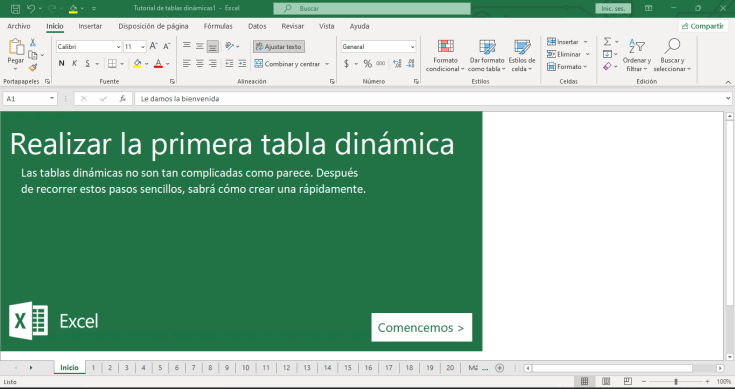 Tutorial de tablas dinámicas1 - Excel
Buscar
Inic. ses.
Archivo Inicio Insertar Disposición de página Fórmulas Datos Revisar Vista Ayuda
Compartir
Pegar
Calibri 11 A^ A˅
N K S
Ajustar texto
Combinar y centrar
General
$ % 000
Formato condicional
Dar formato como tabla
Estilos de celda
Insertar
Eliminar
Formato
Ordenar y filtrar
Buscar y seleccionar
Portapapeles Fuente Alineación Número Estilos Celdas Edición
A1 fx Le damos la bienvenida
Realizar la primera tabla dinámica
Las tablas dinámicas no son tan complicadas como parece. Después
de recorrer estos pasos sencillos, sabrá cómo crear una rápidamente.
X Excel
Comencemos >
Inicio 1 2 3 4 5 6 7 8 9 10 11 12 13 14 15 16 17 18 19 20 Má ...
Listo
100%